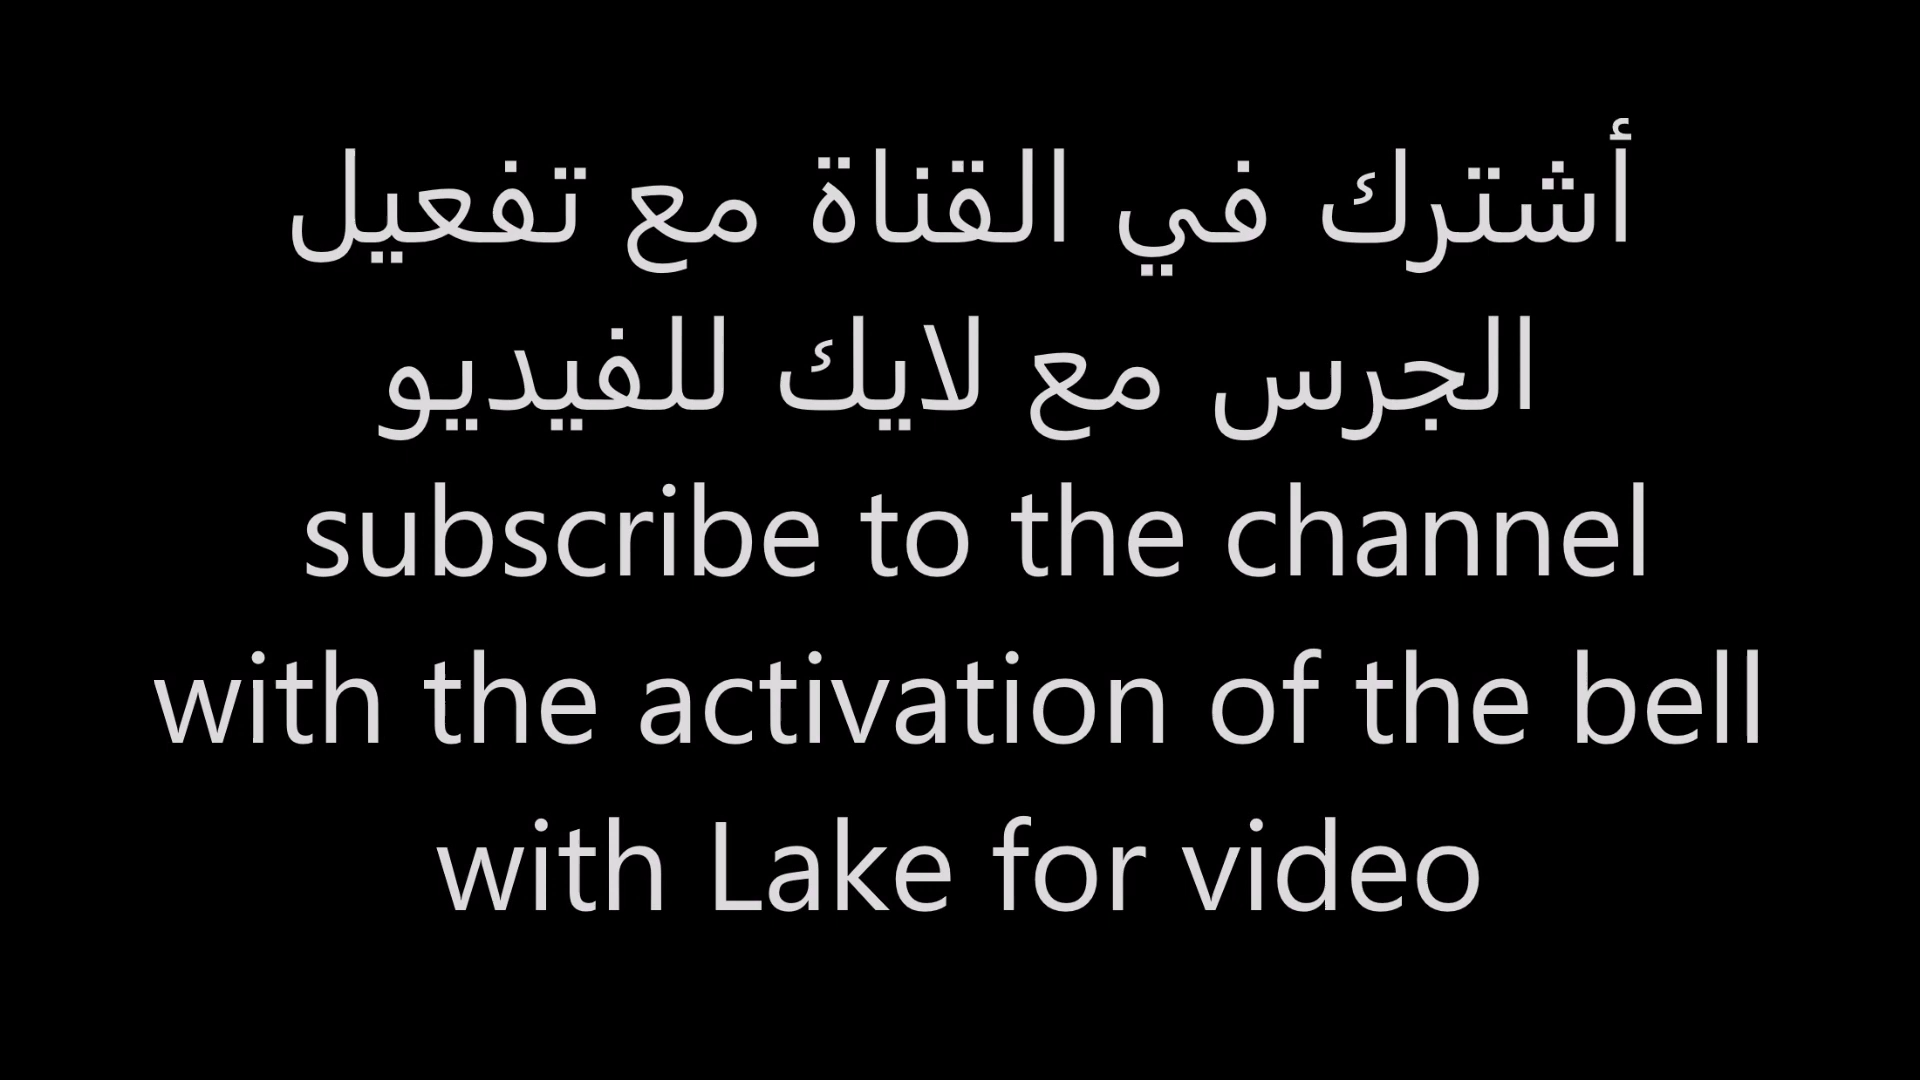 أشترك في القناة مع تفعيل
الجرس مع لايك للفيديو
subscribe to the channel
with the activation of the bell
with Lake for video